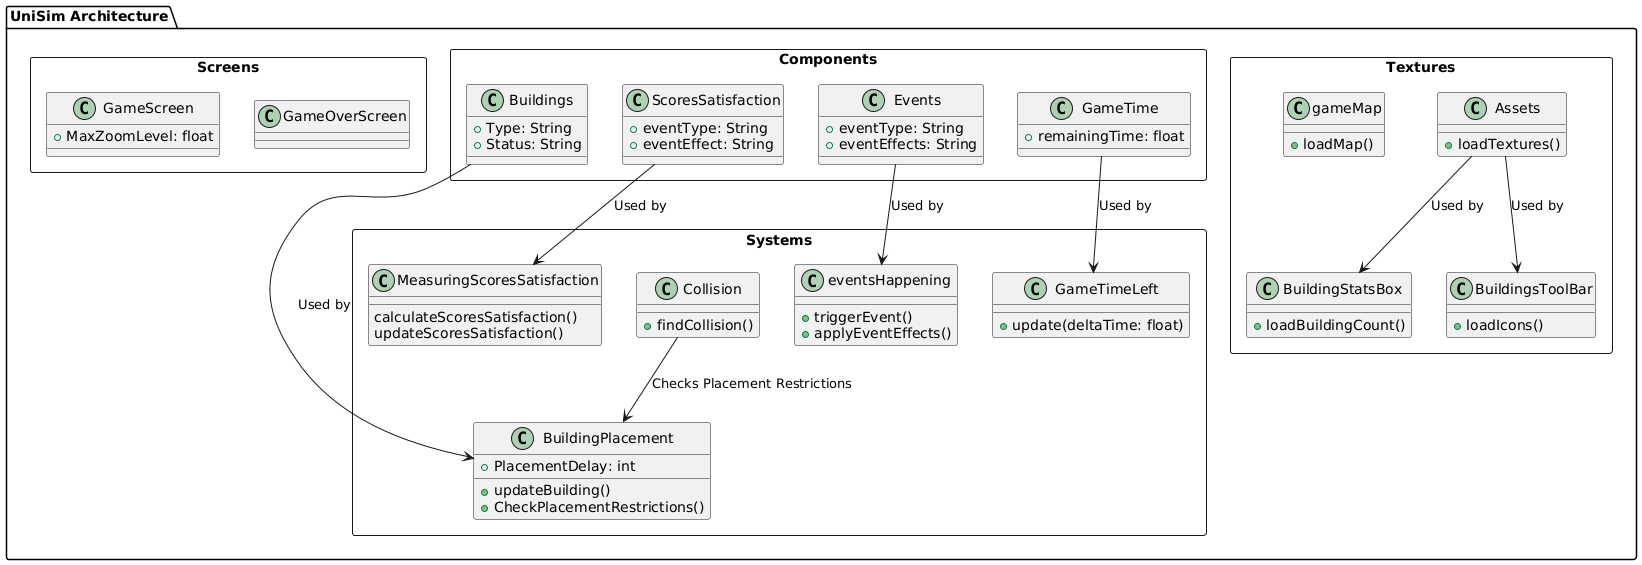 UniSim Architecture
Screens
C GameScreen
MaxZoomLevel: float
C GameOverScreen
Components
C Buildings
Type: String
Status: String
C ScoresSatisfaction
eventType: String
eventEffect: String
C Events
eventType: String
eventEffects: String
C GameTime
remainingTime: float
Textures
C gameMap
loadMap()
C Assets
loadTextures()
Used by
Used by
Used by
Used by
Used by
Used by
C BuildingStatsBox
loadBuildingCount()
C BuildingsToolBar
loadIcons()
Systems
C MeasuringScoresSatisfaction
calculateScoresSatisfaction()
updateScoresSatisfaction()
C Collision
findCollision()
C eventsHappening
triggerEvent()
applyEventEffects()
C GameTimeLeft
update(deltaTime: float)
Checks Placement Restrictions
C BuildingPlacement
PlacementDelay: int
updateBuilding()
CheckPlacementRestrictions()